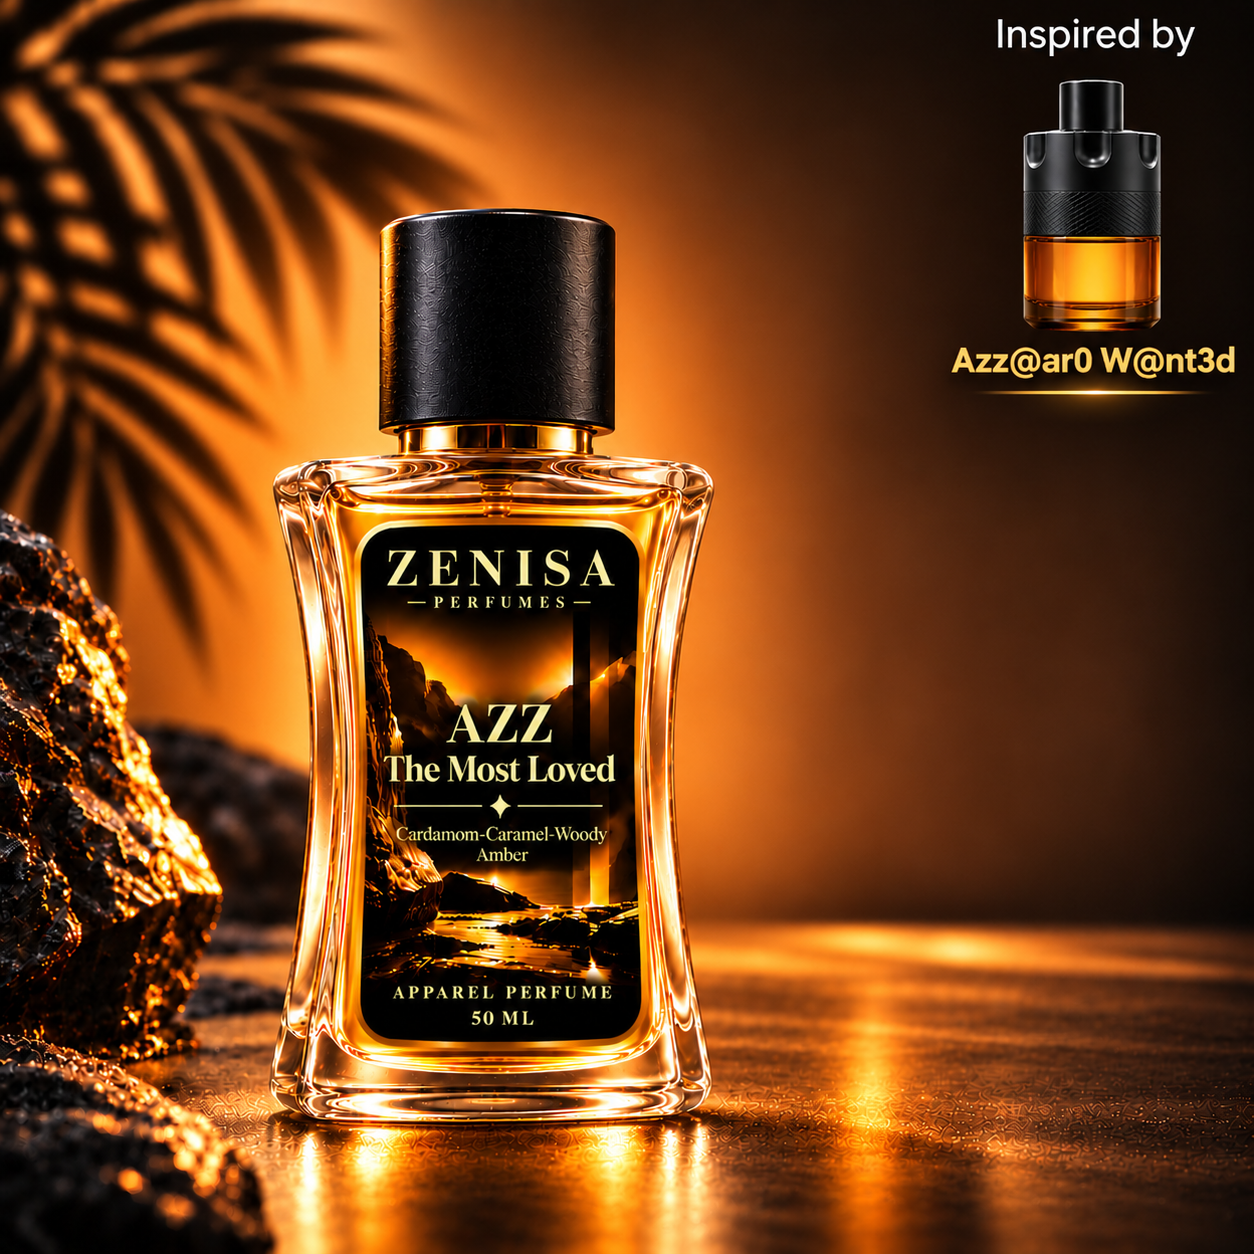 Inspired by
Azz@ar0 W@nt3d
ZENISA
PERFUMES
AZZ
The Most Loved
Cardamom-Caramel-Woody
Amber
APPAREL PERFUME
50 ML